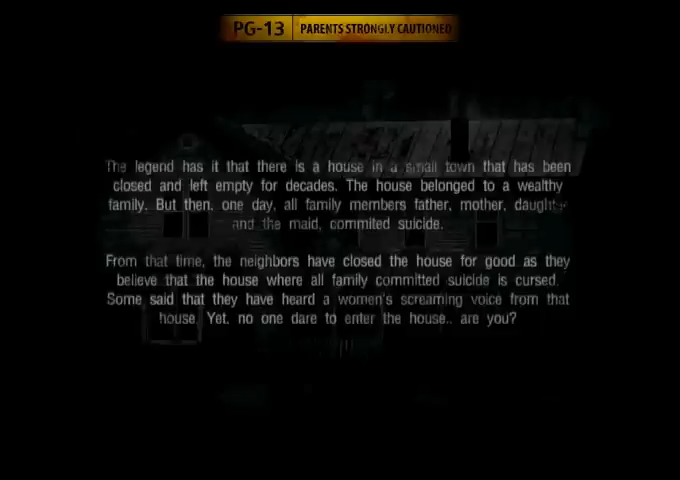 PG-13 PARENTS STRONGLY CAUTIONED
The legend has it that there is a house in a small town that has been
closed and left empty for decades. The house belonged to a wealthy
family. But then, one day, all family members father, mother, daughter
and the maid, commited suicide.
From that time, the neighbors have closed the house for good as they
believe that the house where all family committed suicide is cursed.
Some said that they have heard a women's screaming voice from that
house. Yet, no one dare to enter the house.. are you?